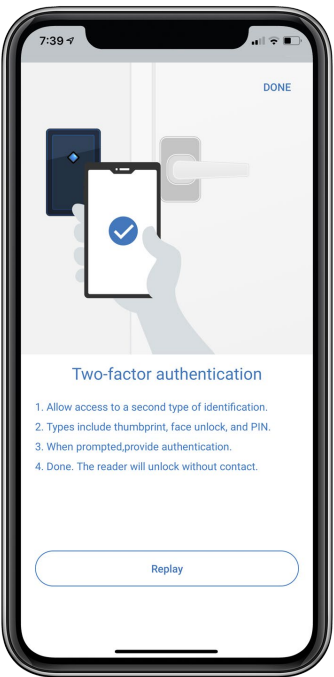 7:39
DONE
Two-factor authentication
1. Allow access to a second type of identification.
2. Types include thumbprint, face unlock, and PIN.
3. When prompted,provide authentication.
4. Done. The reader will unlock without contact.
Replay